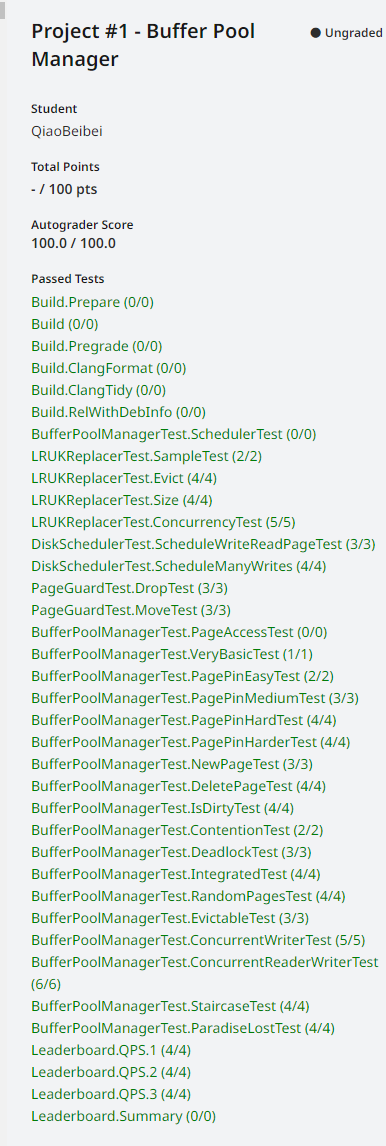 Project #1 - Buffer Pool
Manager
Ungraded
Student
QiaoBeibei
Total Points
- / 100 pts
Autograder Score
100.0 / 100.0
Passed Tests
Build.Prepare (0/0)
Build (0/0)
Build.Pregrade (0/0)
Build.ClangFormat (0/0)
Build.ClangTidy (0/0)
Build.RelWithDebInfo (0/0)
BufferPoolManagerTest.SchedulerTest (0/0)
LRUKReplacerTest.SampleTest (2/2)
LRUKReplacerTest.Evict (4/4)
LRUKReplacerTest.Size (4/4)
LRUKReplacerTest.ConcurrencyTest (5/5)
DiskSchedulerTest.ScheduleWriteReadPageTest (3/3)
DiskSchedulerTest.ScheduleManyWrites (4/4)
PageGuardTest.DropTest (3/3)
PageGuardTest.MoveTest (3/3)
BufferPoolManagerTest.PageAccessTest (0/0)
BufferPoolManagerTest.VeryBasicTest (1/1)
BufferPoolManagerTest.PagePinEasyTest (2/2)
BufferPoolManagerTest.PagePinMediumTest (3/3)
BufferPoolManagerTest.PagePinHardTest (4/4)
BufferPoolManagerTest.PagePinHarderTest (4/4)
BufferPoolManagerTest.NewPageTest (3/3)
BufferPoolManagerTest.DeletePageTest (4/4)
BufferPoolManagerTest.IsDirtyTest (4/4)
BufferPoolManagerTest.ContentionTest (2/2)
BufferPoolManagerTest.DeadlockTest (3/3)
BufferPoolManagerTest.IntegratedTest (4/4)
BufferPoolManagerTest.RandomPagesTest (4/4)
BufferPoolManagerTest.EvictableTest (3/3)
BufferPoolManagerTest.ConcurrentWriterTest (5/5)
BufferPoolManagerTest.ConcurrentReaderWriterTest
(6/6)
BufferPoolManagerTest.StaircaseTest (4/4)
BufferPoolManagerTest.ParadiseLostTest (4/4)
Leaderboard.QPS.1 (4/4)
Leaderboard.QPS.2 (4/4)
Leaderboard.QPS.3 (4/4)
Leaderboard.Summary (0/0)